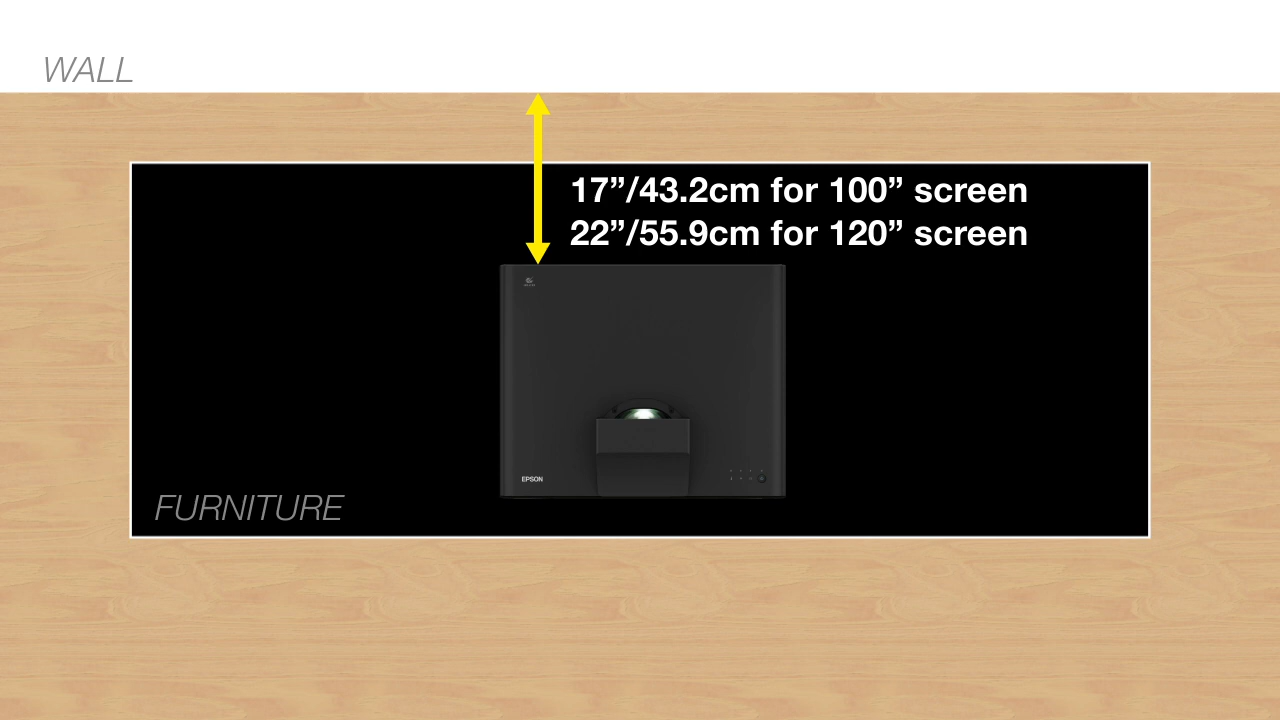 WALL
17”/43.2cm for 100” screen
22”/55.9cm for 120” screen
EPSON
FURNITURE